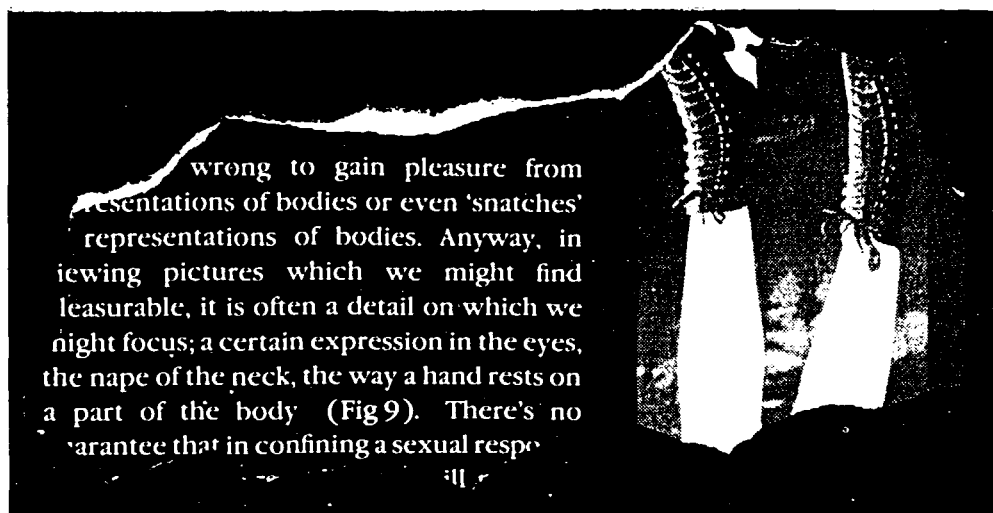 wrong to gain pleasure from
resentations of bodies or even 'snatches'
representations of bodies. Anyway, in
iewing pictures which we might find
leasurable, it is often a detail on which we
night focus; a certain expression in the eyes,
the nape of the neck, the way a hand rests on
a part of the body (Fig 9). There's no
arantee that in confining a sexual respo
ill